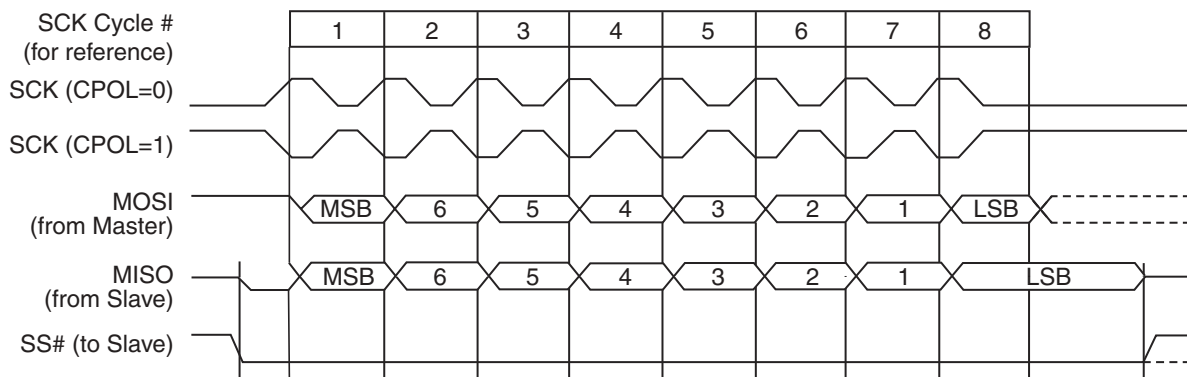 SCK Cycle #
(for reference)
1 2 3 4 5 6 7 8
SCK (CPOL=0)
SCK (CPOL=1)
MOSI
(from Master)
MSB 6 5 4 3 2 1 LSB
MISO
(from Slave)
MSB 6 5 4 3 2 1 LSB
SS# (to Slave)